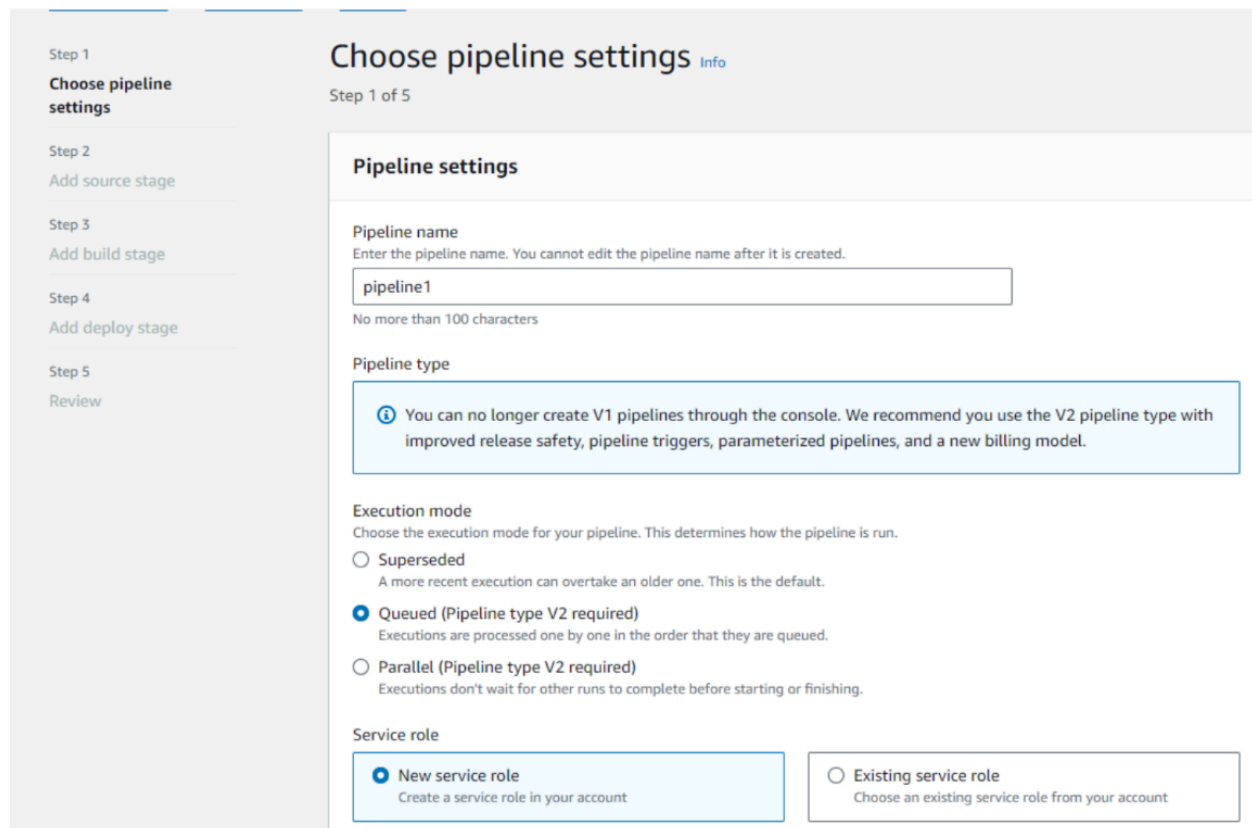 Step 1
Choose pipeline
settings
Step 2
Add source stage
Step 3
Add build stage
Step 4
Add deploy stage
Step 5
Review
Choose pipeline settings Info
Step 1 of 5
Pipeline settings
Pipeline name
Enter the pipeline name. You cannot edit the pipeline name after it is created.
pipeline1
No more than 100 characters
Pipeline type
You can no longer create V1 pipelines through the console. We recommend you use the V2 pipeline type with
improved release safety, pipeline triggers, parameterized pipelines, and a new billing model.
Execution mode
Choose the execution mode for your pipeline. This determines how the pipeline is run.
Superseded
A more recent execution can overtake an older one. This is the default.
Queued (Pipeline type V2 required)
Executions are processed one by one in the order that they are queued.
Parallel (Pipeline type V2 required)
Executions don't wait for other runs to complete before starting or finishing.
Service role
New service role
Create a service role in your account
Existing service role
Choose an existing service role from your account